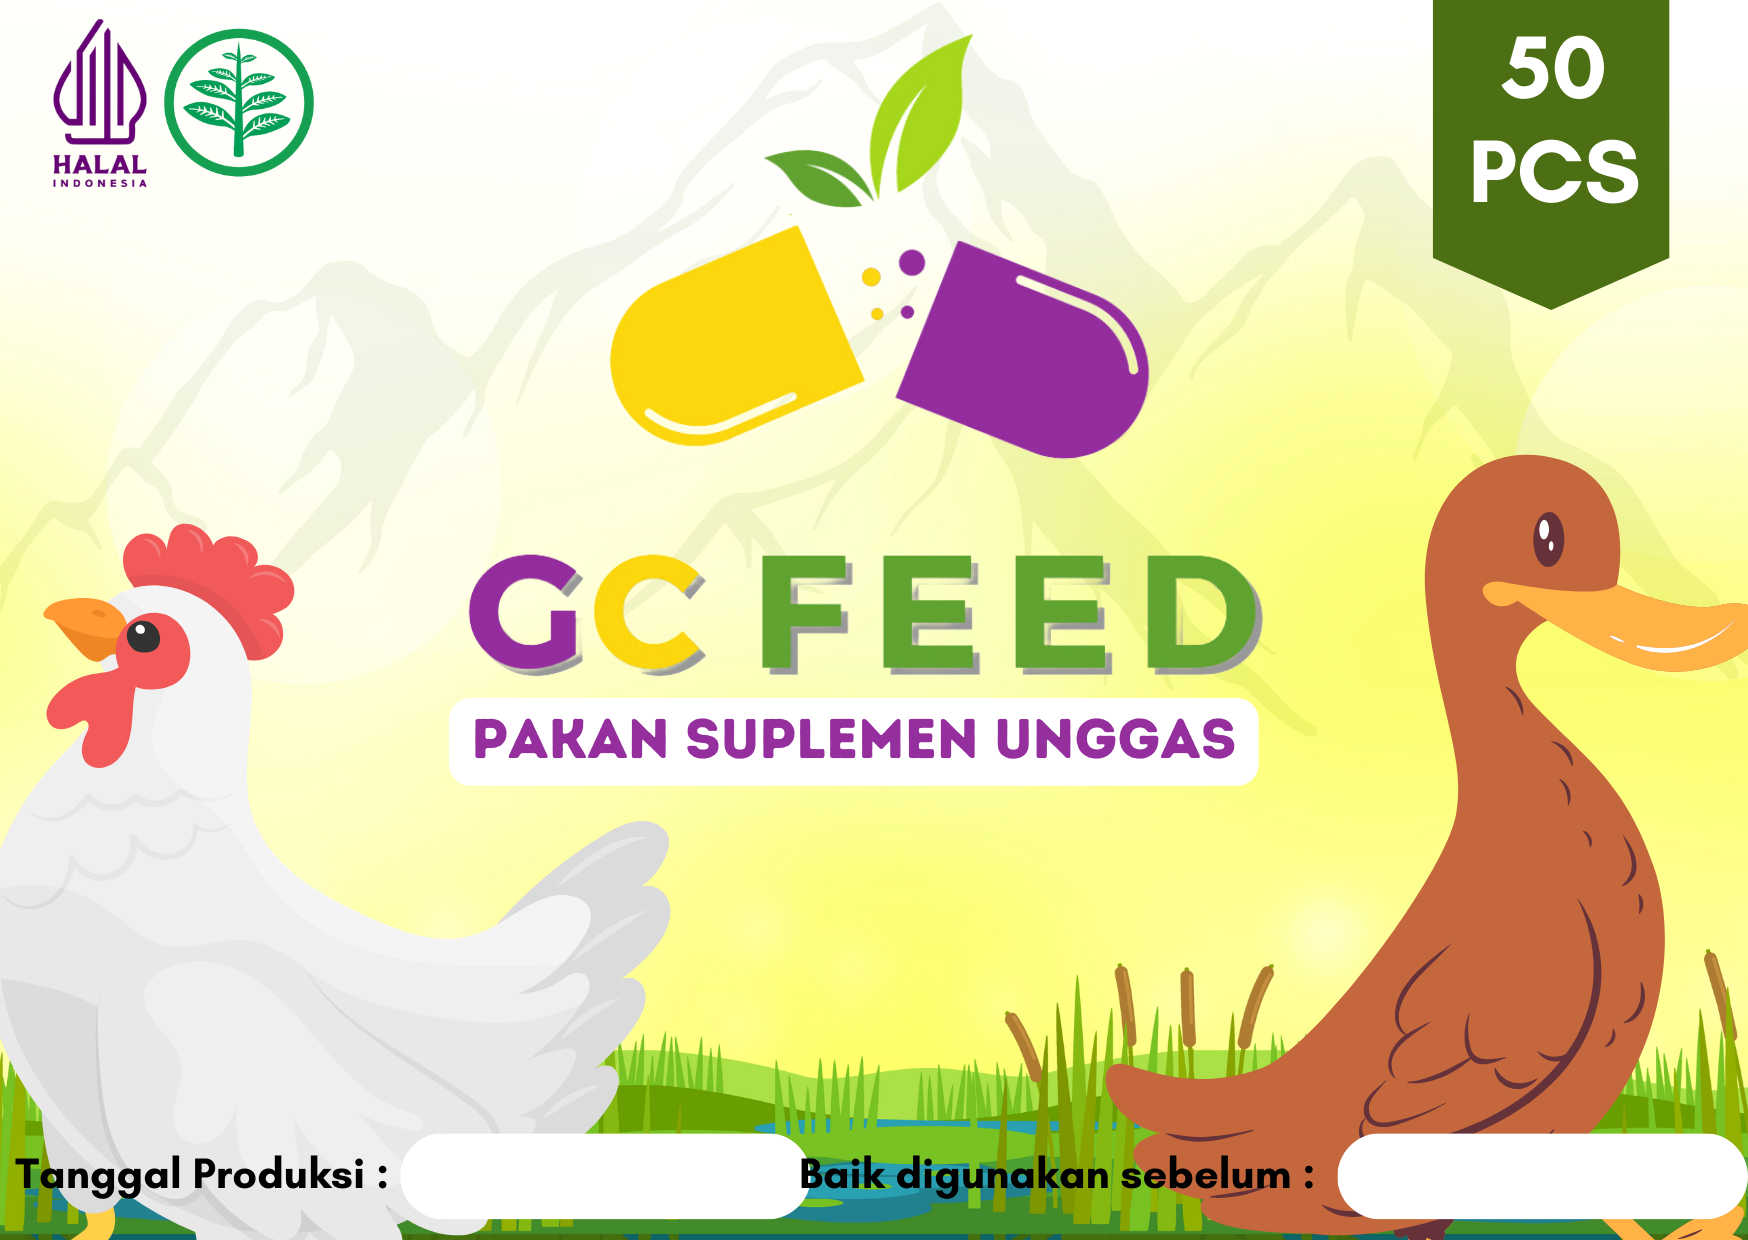 HALAL
INDONESIA
50
PCS
GC FEED
PAKAN SUPLEMEN UNGGAS
Tanggal Produksi :
Baik digunakan sebelum :